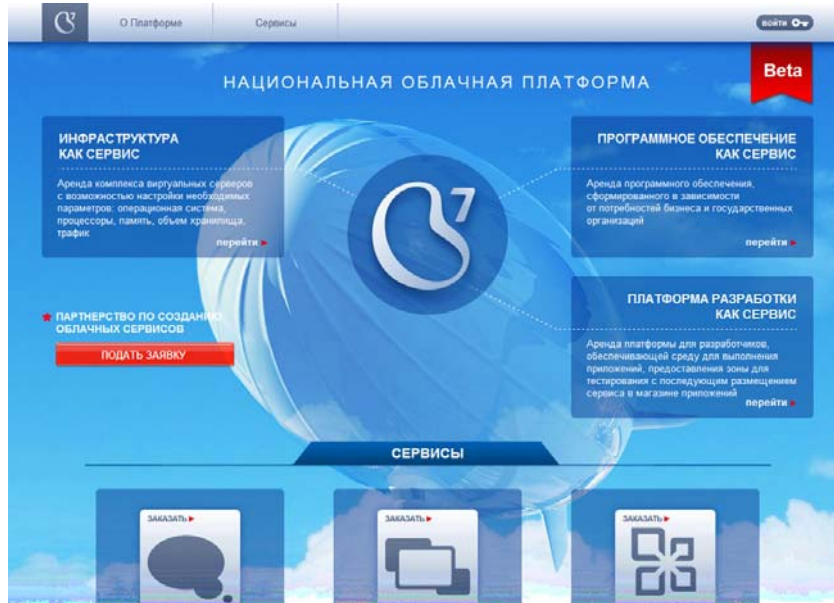 О Платформе
Сервисы
войти
Beta
НАЦИОНАЛЬНАЯ ОБЛАЧНАЯ ПЛАТФОРМА
ИНФРАСТРУКТУРА
КАК СЕРВИС
Аренда комплекса виртуальных серверов
с возможностью настройки необходимых
параметров: операционная система,
процессоры, память, объем хранилища,
трафик
перейти
ПРОГРАММНОЕ ОБЕСПЕЧЕНИЕ
КАК СЕРВИС
Аренда программного обеспечения,
сформированного в зависимости
от потребностей бизнеса и государственных
организаций
перейти
7
ПАРТНЕРСТВО ПО СОЗДАНИЮ
ОБЛАЧНЫХ СЕРВИСОВ
ПОДАТЬ ЗАЯВКУ
ПЛАТФОРМА РАЗРАБОТКИ
КАК СЕРВИС
Аренда платформы для разработчиков,
обеспечивающей среду для выполнения
приложений, предоставления зоны для
тестирования с последующим размещением
сервиса в магазине приложений
перейти
СЕРВИСЫ
ЗАКАЗАТЬ
ЗАКАЗАТЬ
ЗАКАЗАТЬ